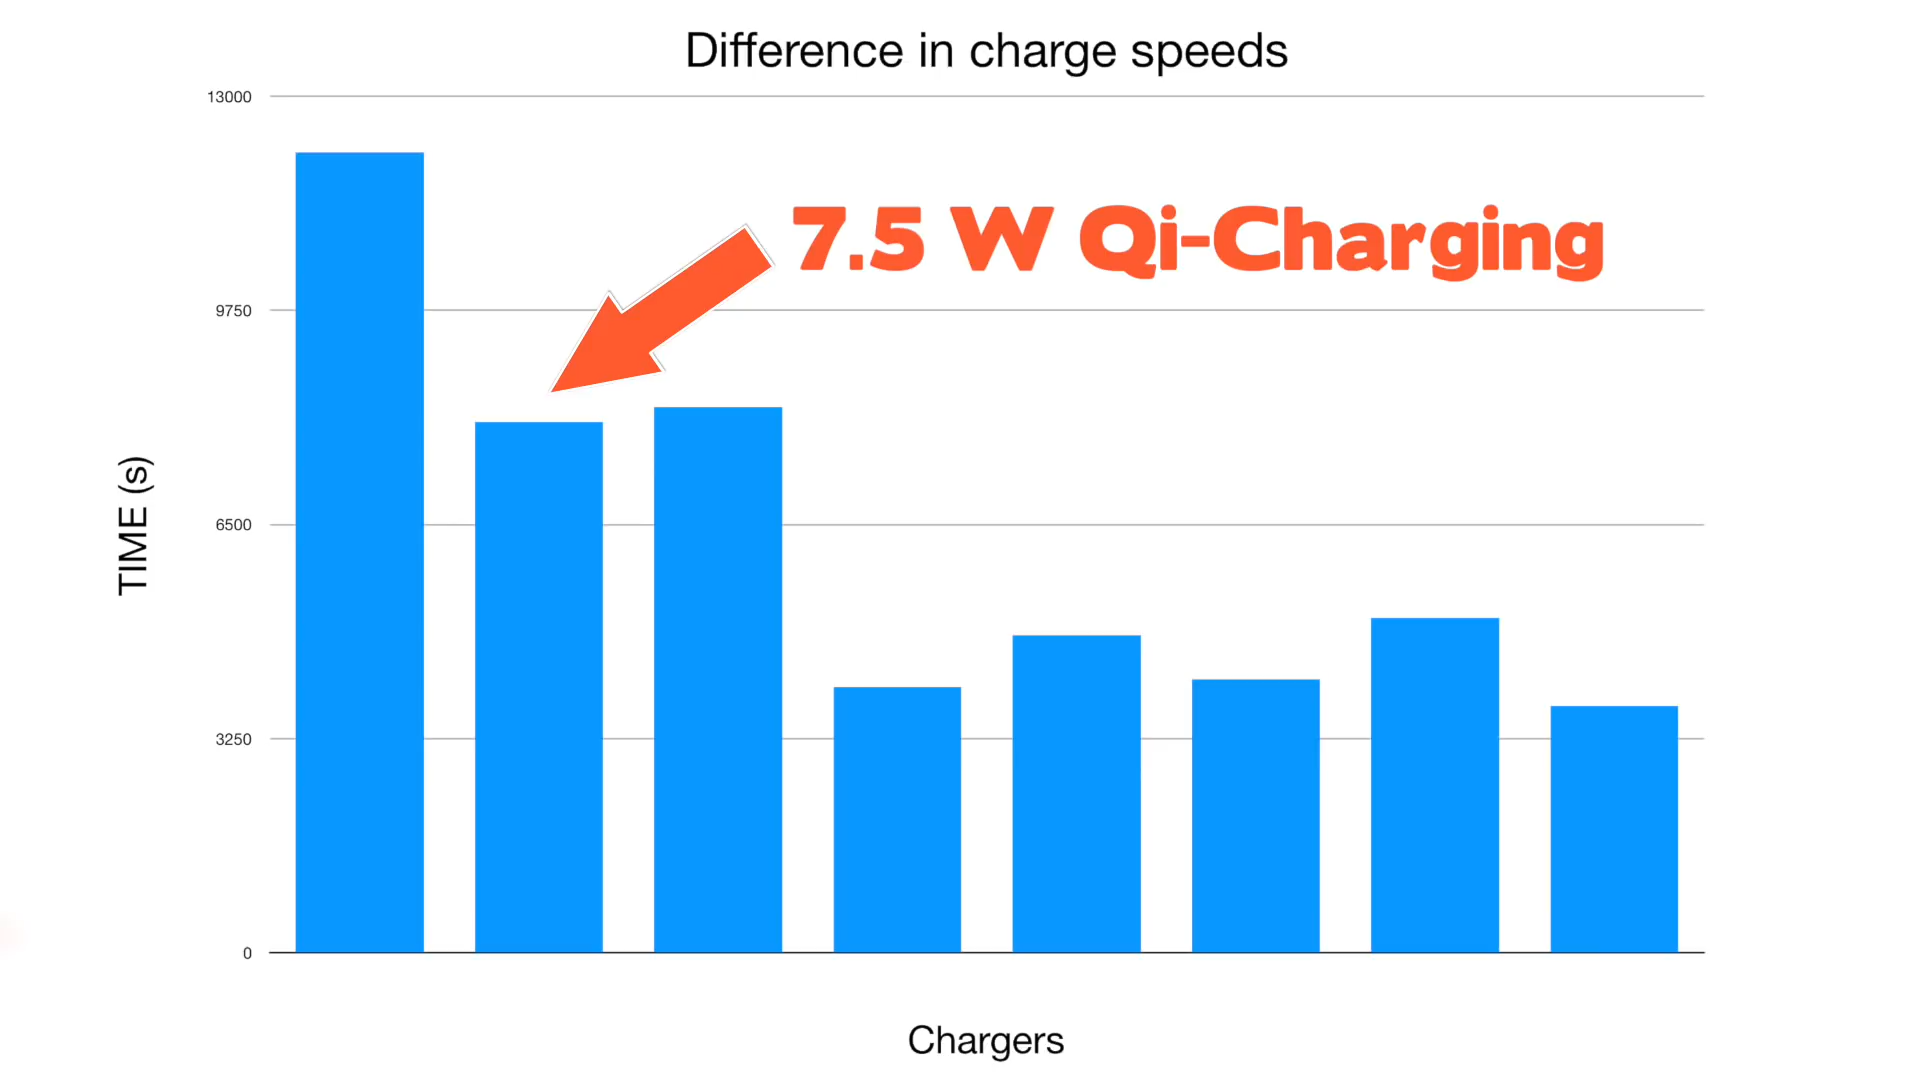 Difference in charge speeds
13000
7.5 W Qi-Charging
9750
TIME (s)
6500
3250
0
Chargers